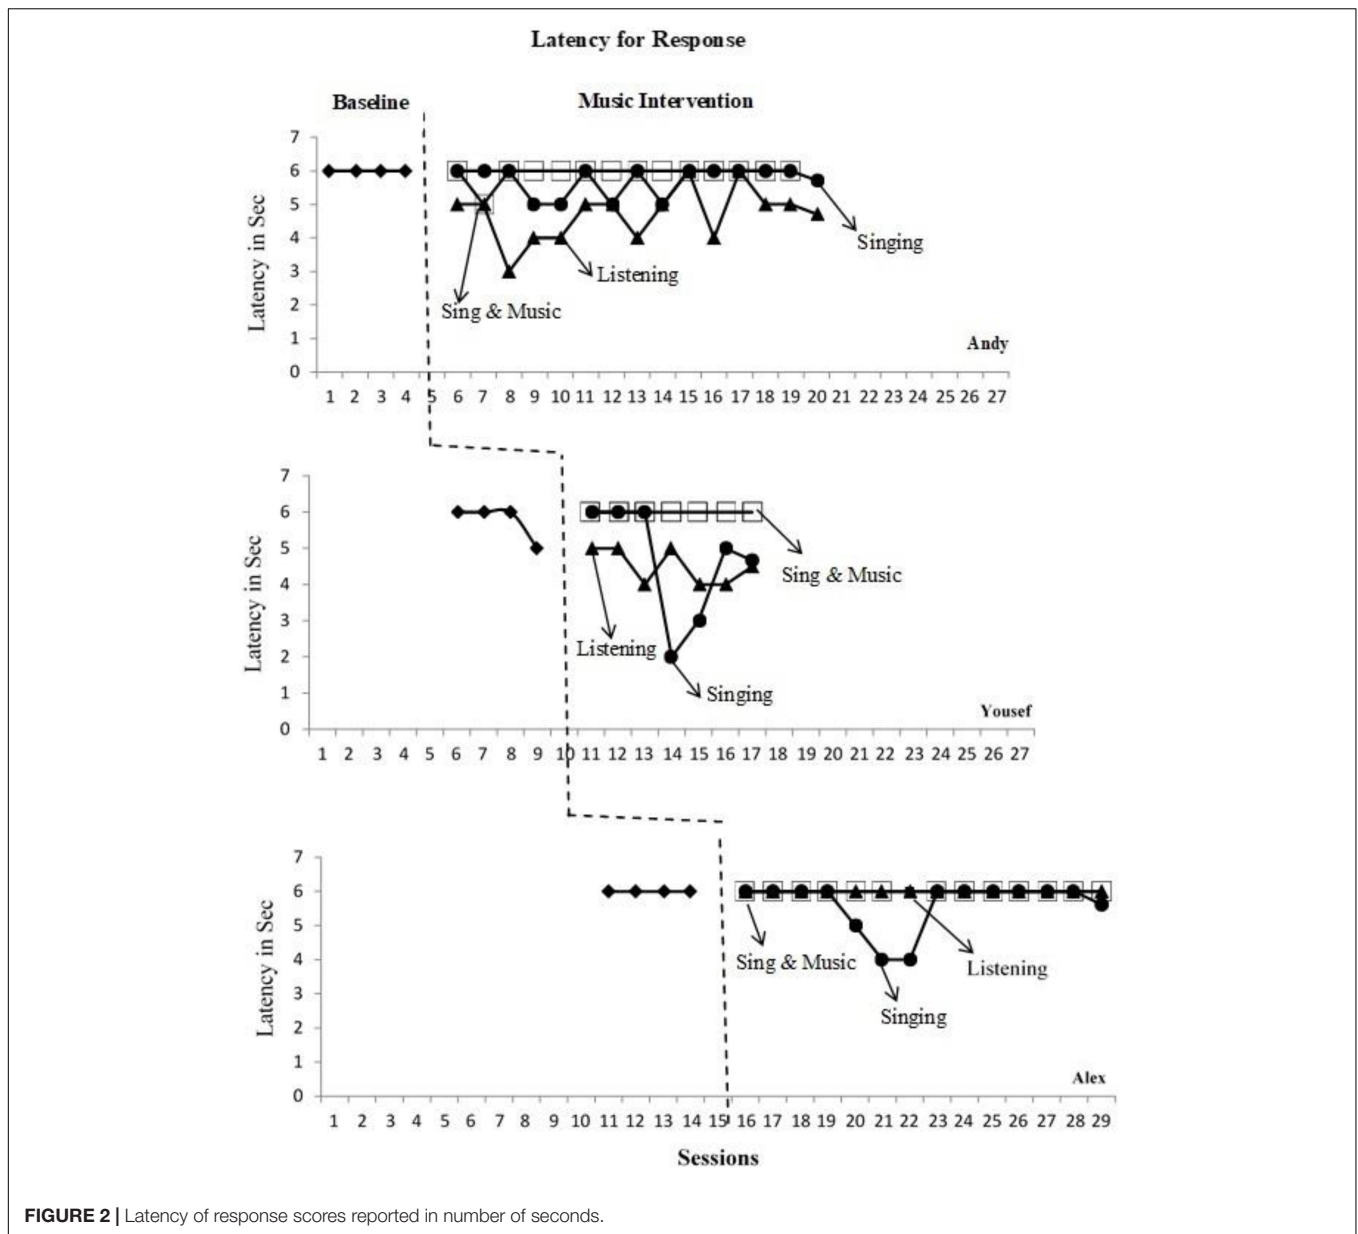 Latency for Response
Baseline Music Intervention
7
6
5
4
3
2
1
0
Latency in Sec
Singing
Listening
Sing & Music
Andy
1 2 3 4 5 6 7 8 9 10 11 12 13 14 15 16 17 18 19 20 21 22 23 24 25 26 27
7
6
5
4
3
2
1
0
Latency in Sec
Sing & Music
Listening
Singing
Yousef
1 2 3 4 5 6 7 8 9 10 11 12 13 14 15 16 17 18 19 20 21 22 23 24 25 26 27
7
6
5
4
3
2
1
0
Latency in Sec
Sing & Music
Listening
Singing
Alex
1 2 3 4 5 6 7 8 9 10 11 12 13 14 15 16 17 18 19 20 21 22 23 24 25 26 27 28 29
Sessions
FIGURE 2 | Latency of response scores reported in number of seconds.